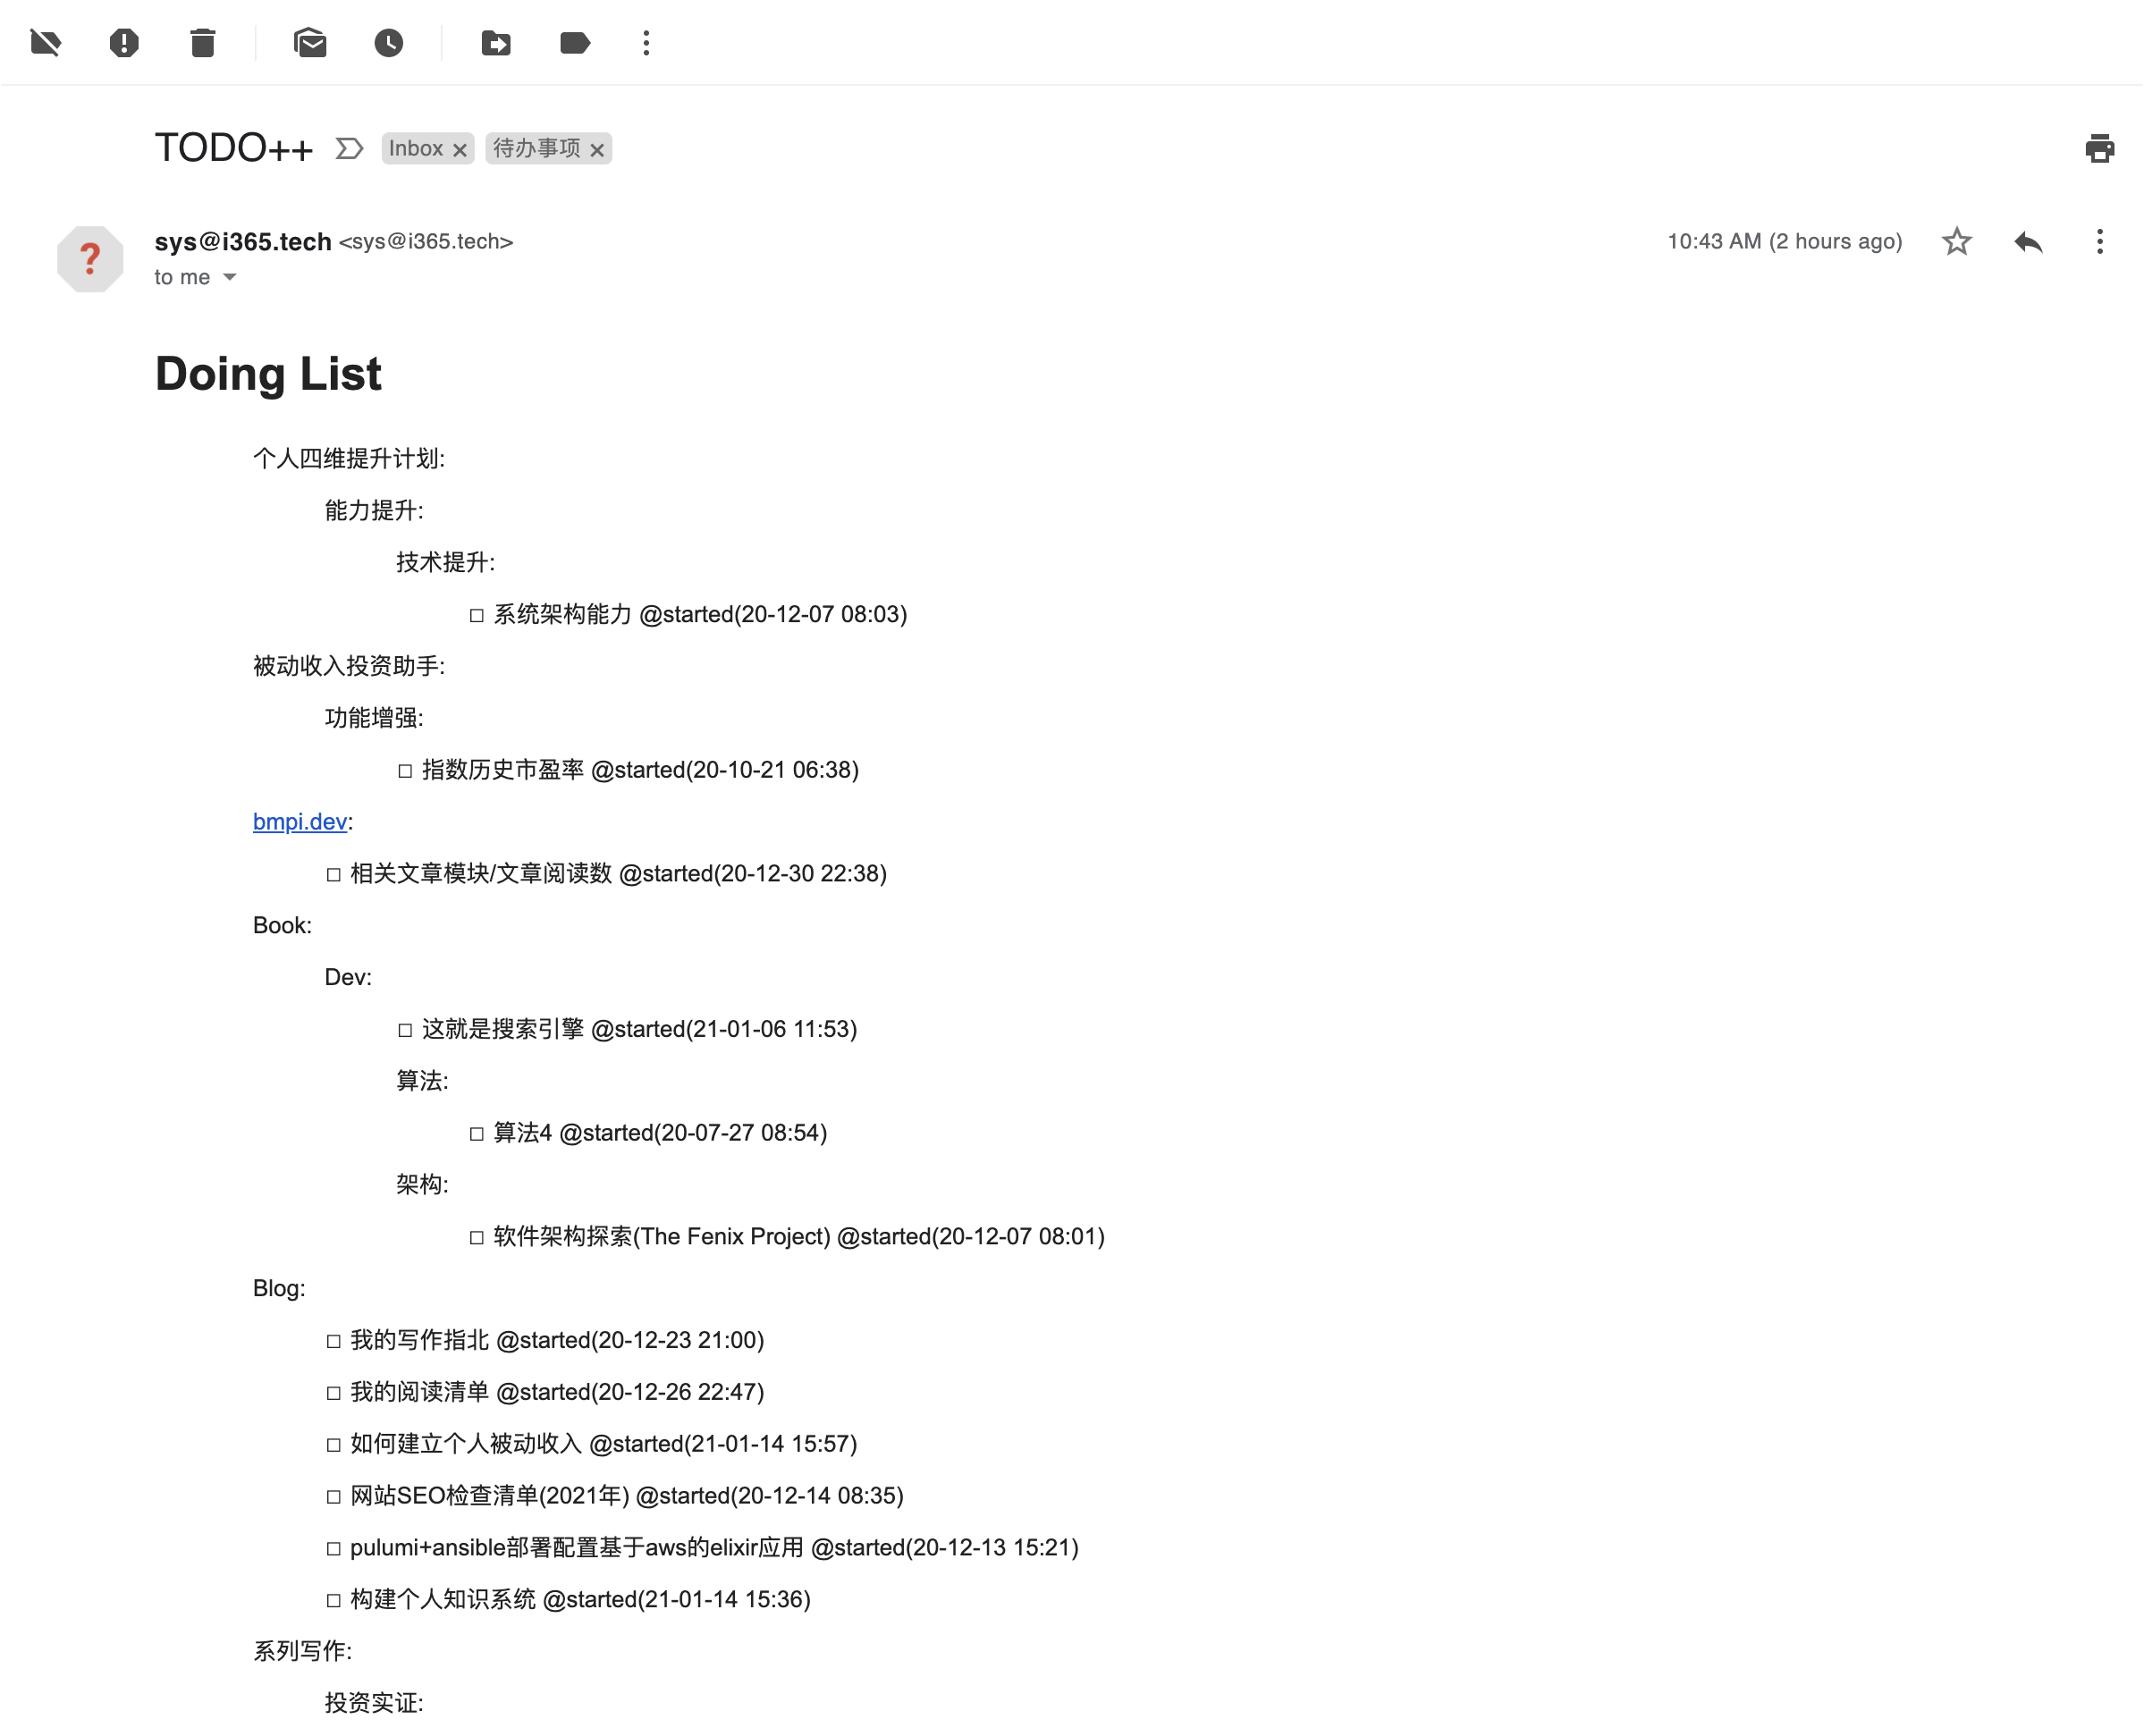 TODO++ Inbox 待办事项
sys@i365.tech <sys@i365.tech> 10:43 AM (2 hours ago)
to me
Doing List
个人四维提升计划:
能力提升:
技术提升:
☐ 系统架构能力 @started(20-12-07 08:03)
被动收入投资助手:
功能增强:
☐ 指数历史市盈率 @started(20-10-21 06:38)
bmpi.dev:
☐ 相关文章模块/文章阅读数 @started(20-12-30 22:38)
Book:
Dev:
☐ 这就是搜索引擎 @started(21-01-06 11:53)
算法:
☐ 算法4 @started(20-07-27 08:54)
架构:
☐ 软件架构探索(The Fenix Project) @started(20-12-07 08:01)
Blog:
☐ 我的写作指北 @started(20-12-23 21:00)
☐ 我的阅读清单 @started(20-12-26 22:47)
☐ 如何建立个人被动收入 @started(21-01-14 15:57)
☐ 网站SEO检查清单(2021年) @started(20-12-14 08:35)
☐ pulumi+ansible部署配置基于aws的elixir应用 @started(20-12-13 15:21)
☐ 构建个人知识系统 @started(21-01-14 15:36)
系列写作:
投资实证: